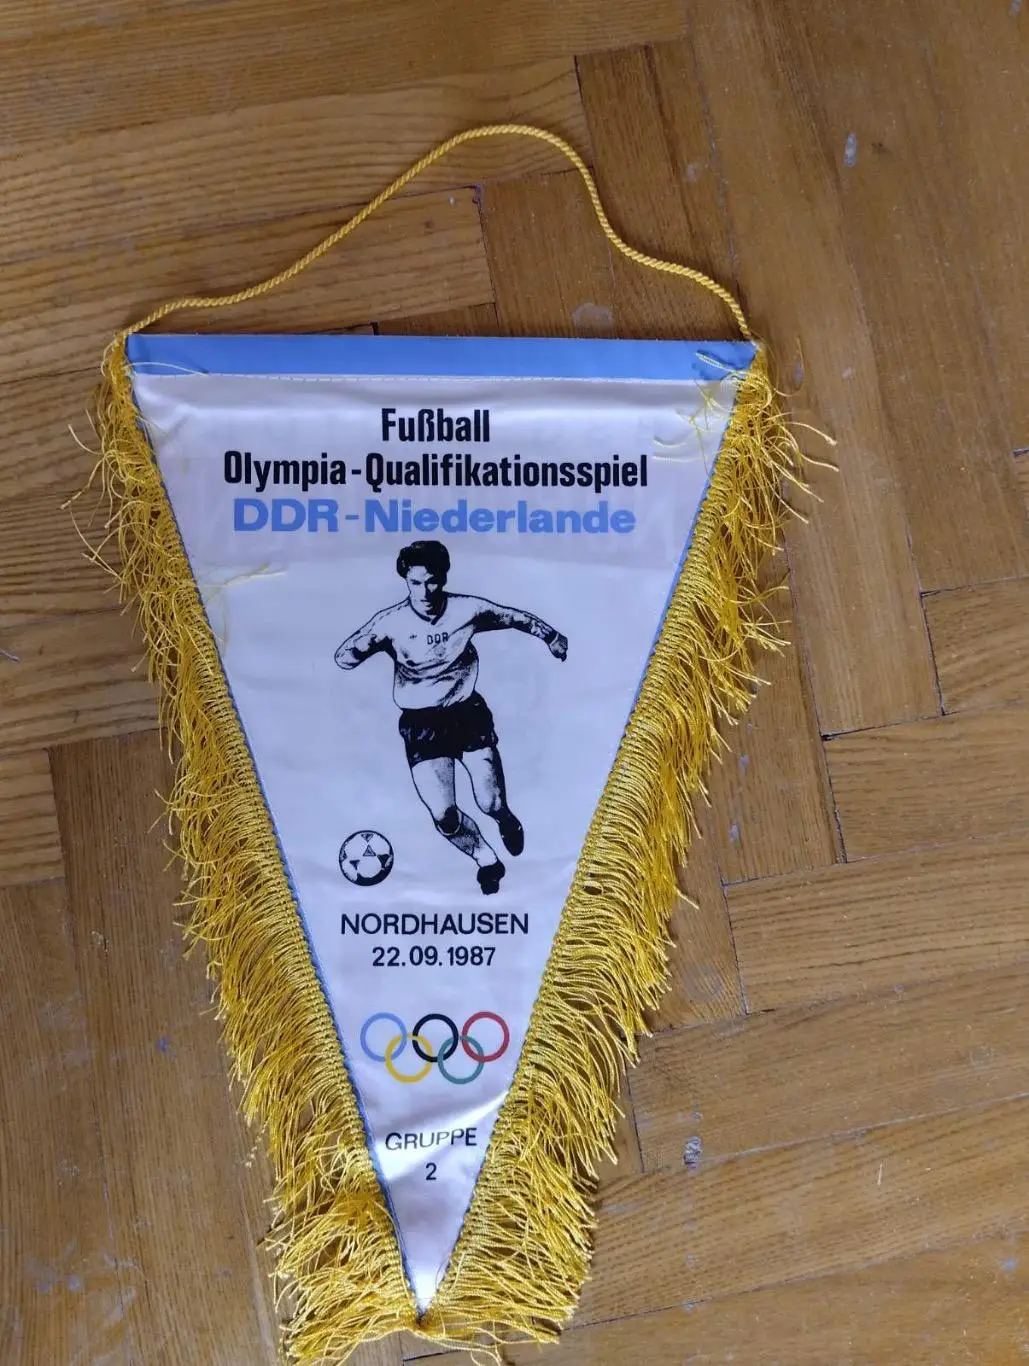 Fußball
Olympia-Qualifikationsspiel
DDR-Niederlande
DDR
NORDHAUSEN
22.09.1987
GRUPPE
2